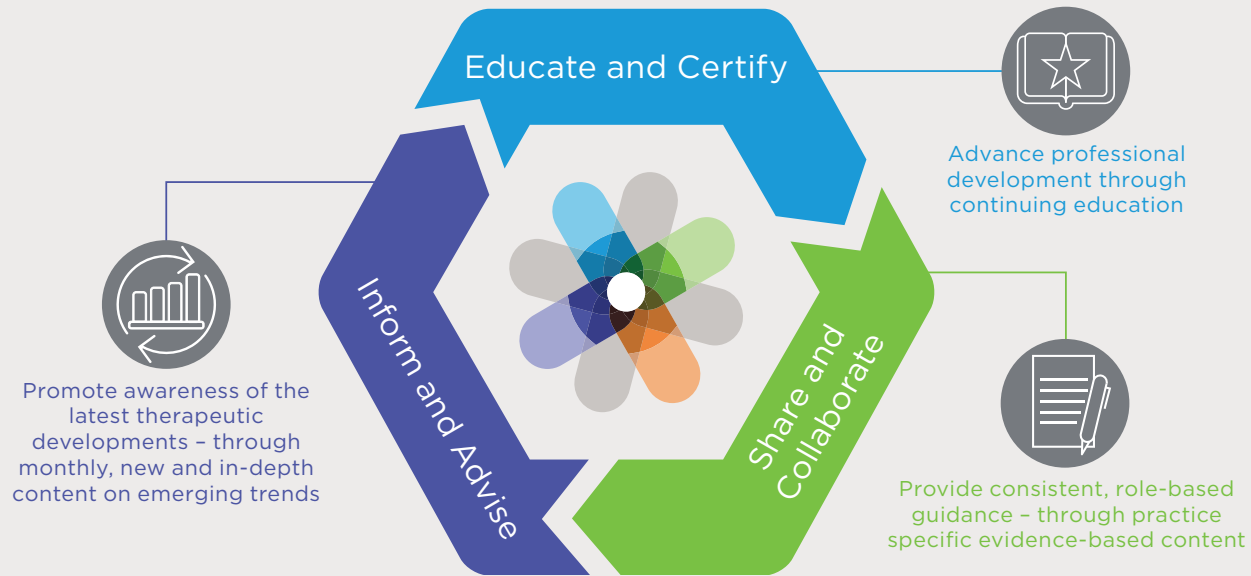 Educate and Certify
Advance professional
development through
continuing education
Inform and Advise
Promote awareness of the
latest therapeutic
developments – through
monthly, new and in-depth
content on emerging trends
Share and
Collaborate
Provide consistent, role-based
guidance – through practice
specific evidence-based content